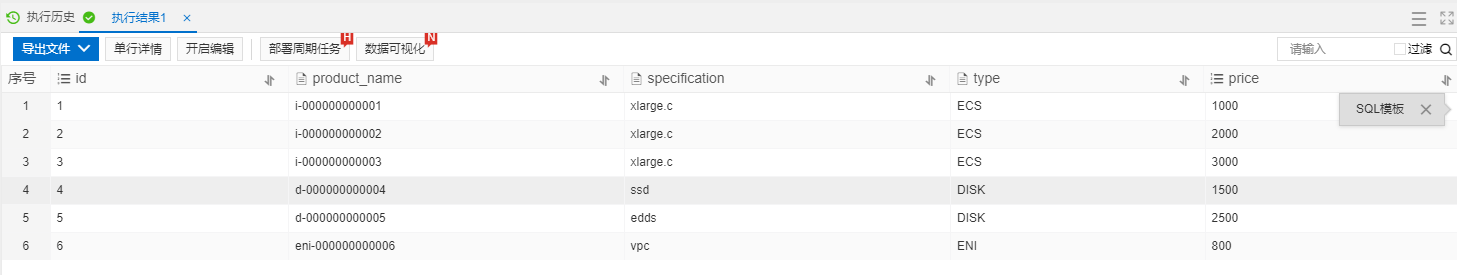 执行历史 执行结果1 ×
导出文件 单行详情 开启编辑 部署周期任务 H 数据可视化 N 请输入 过滤
序号 id product_name specification type price
1 1 i-000000000001 xlarge.c ECS 1000
SQL模板
2 2 i-000000000002 xlarge.c ECS 2000
3 3 i-000000000003 xlarge.c ECS 3000
4 4 d-000000000004 ssd DISK 1500
5 5 d-000000000005 edds DISK 2500
6 6 eni-000000000006 vpc ENI 800